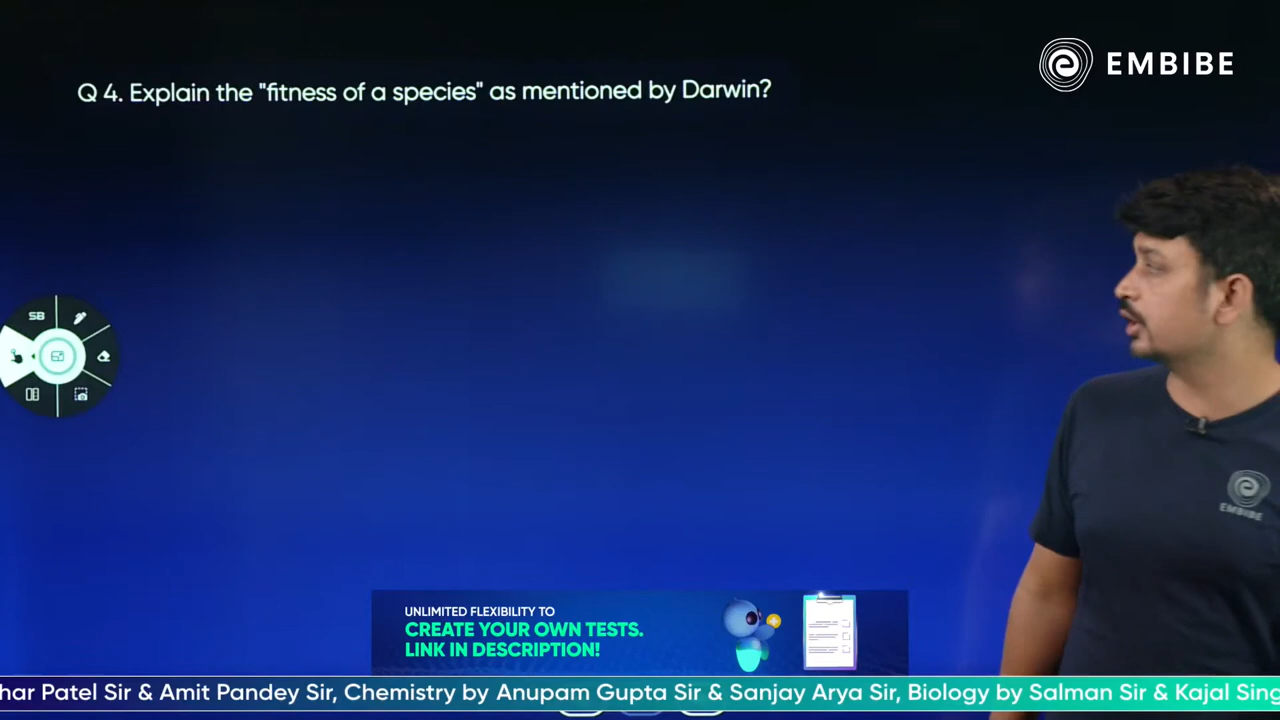 EMBIBE
Q 4. Explain the "fitness of a species" as mentioned by Darwin?
SB
EMBIBE
UNLIMITED FLEXIBILITY TO
CREATE YOUR OWN TESTS.
LINK IN DESCRIPTION!
Patel Sir & Amit Pandey Sir, Chemistry by Anupam Gupta Sir & Sanjay Arya Sir, Biology by Salman Sir & Kajal